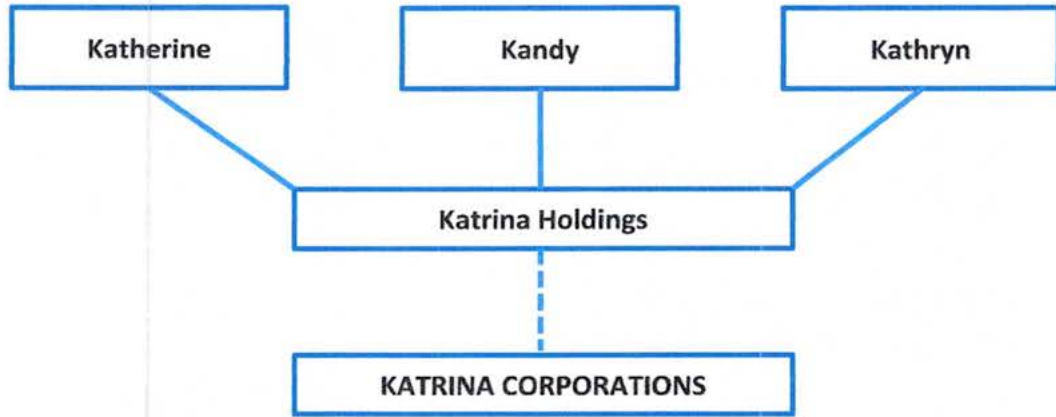 Katherine
Kandy
Kathryn
Katrina Holdings
KATRINA CORPORATIONS